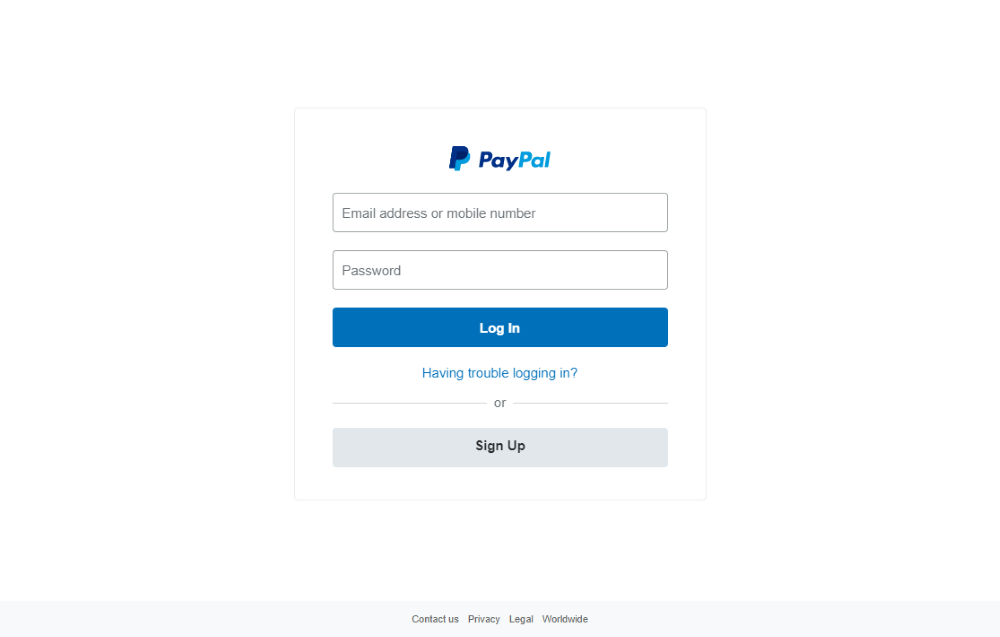 PayPal
Email address or mobile number
Password
Log In
Having trouble logging in?
or
Sign Up
Contact us Privacy Legal Worldwide